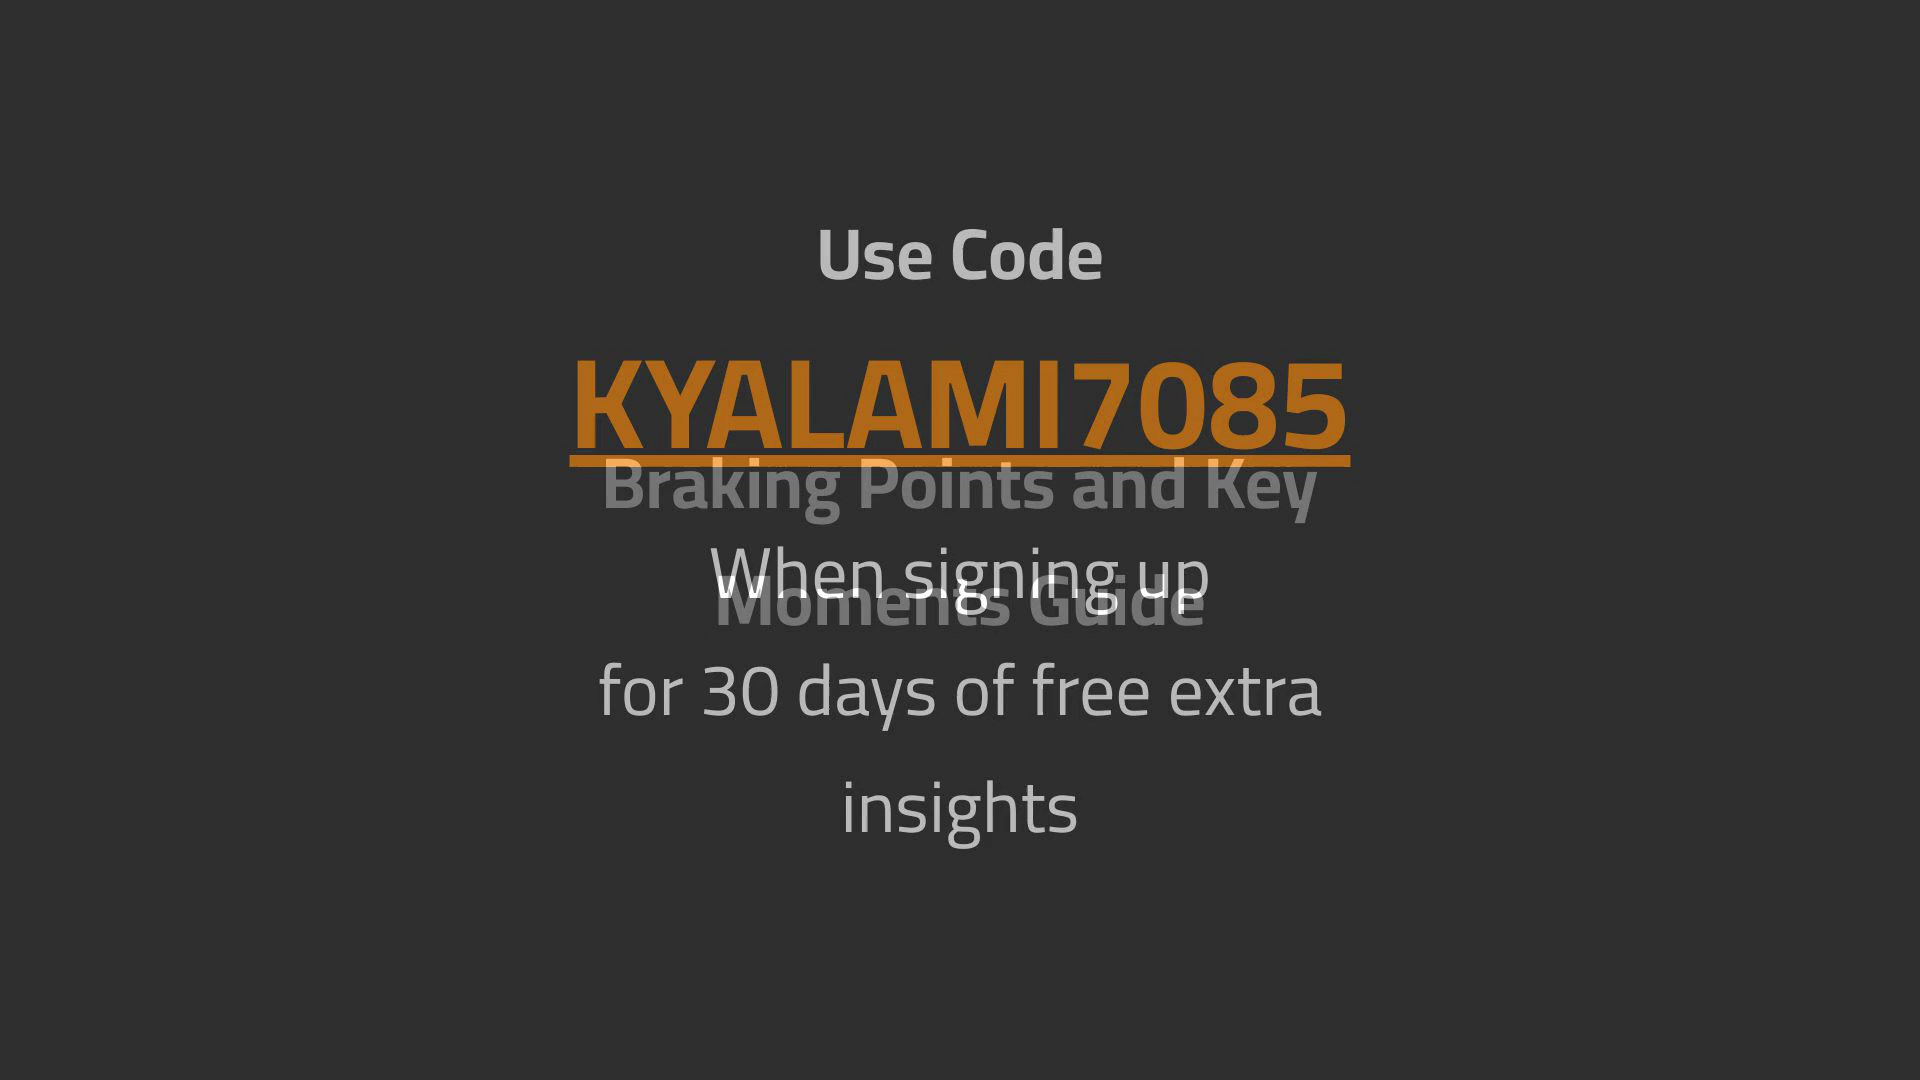 Use Code
KYALAMI7085
Braking Points and Key
When signing up
Moments Guide
for 30 days of free extra
insights